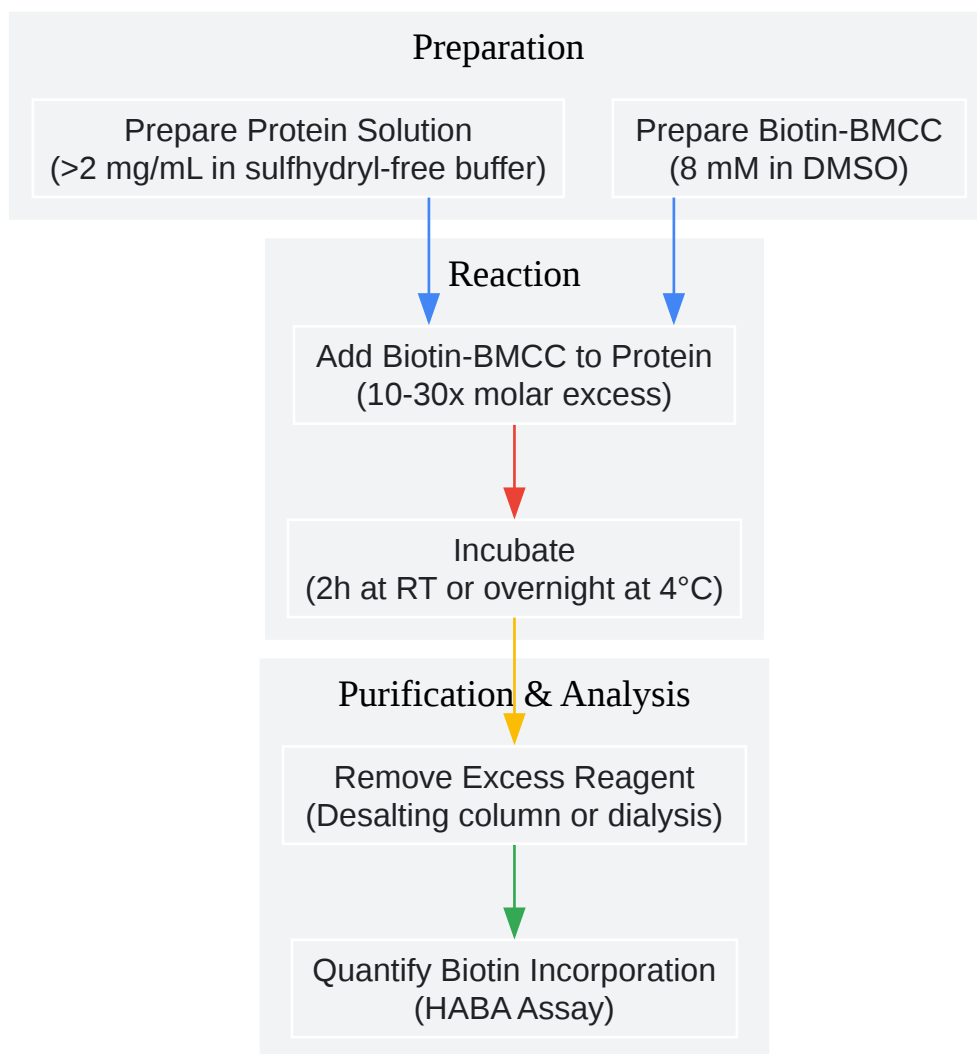 Preparation
Prepare Protein Solution
(>2 mg/mL in sulfhydryl-free buffer)
Prepare Biotin-BMCC
(8 mM in DMSO)
Reaction
Add Biotin-BMCC to Protein
(10-30x molar excess)
Incubate
(2h at RT or overnight at 4°C)
Purification & Analysis
Remove Excess Reagent
(Desalting column or dialysis)
Quantify Biotin Incorporation
(HABA Assay)